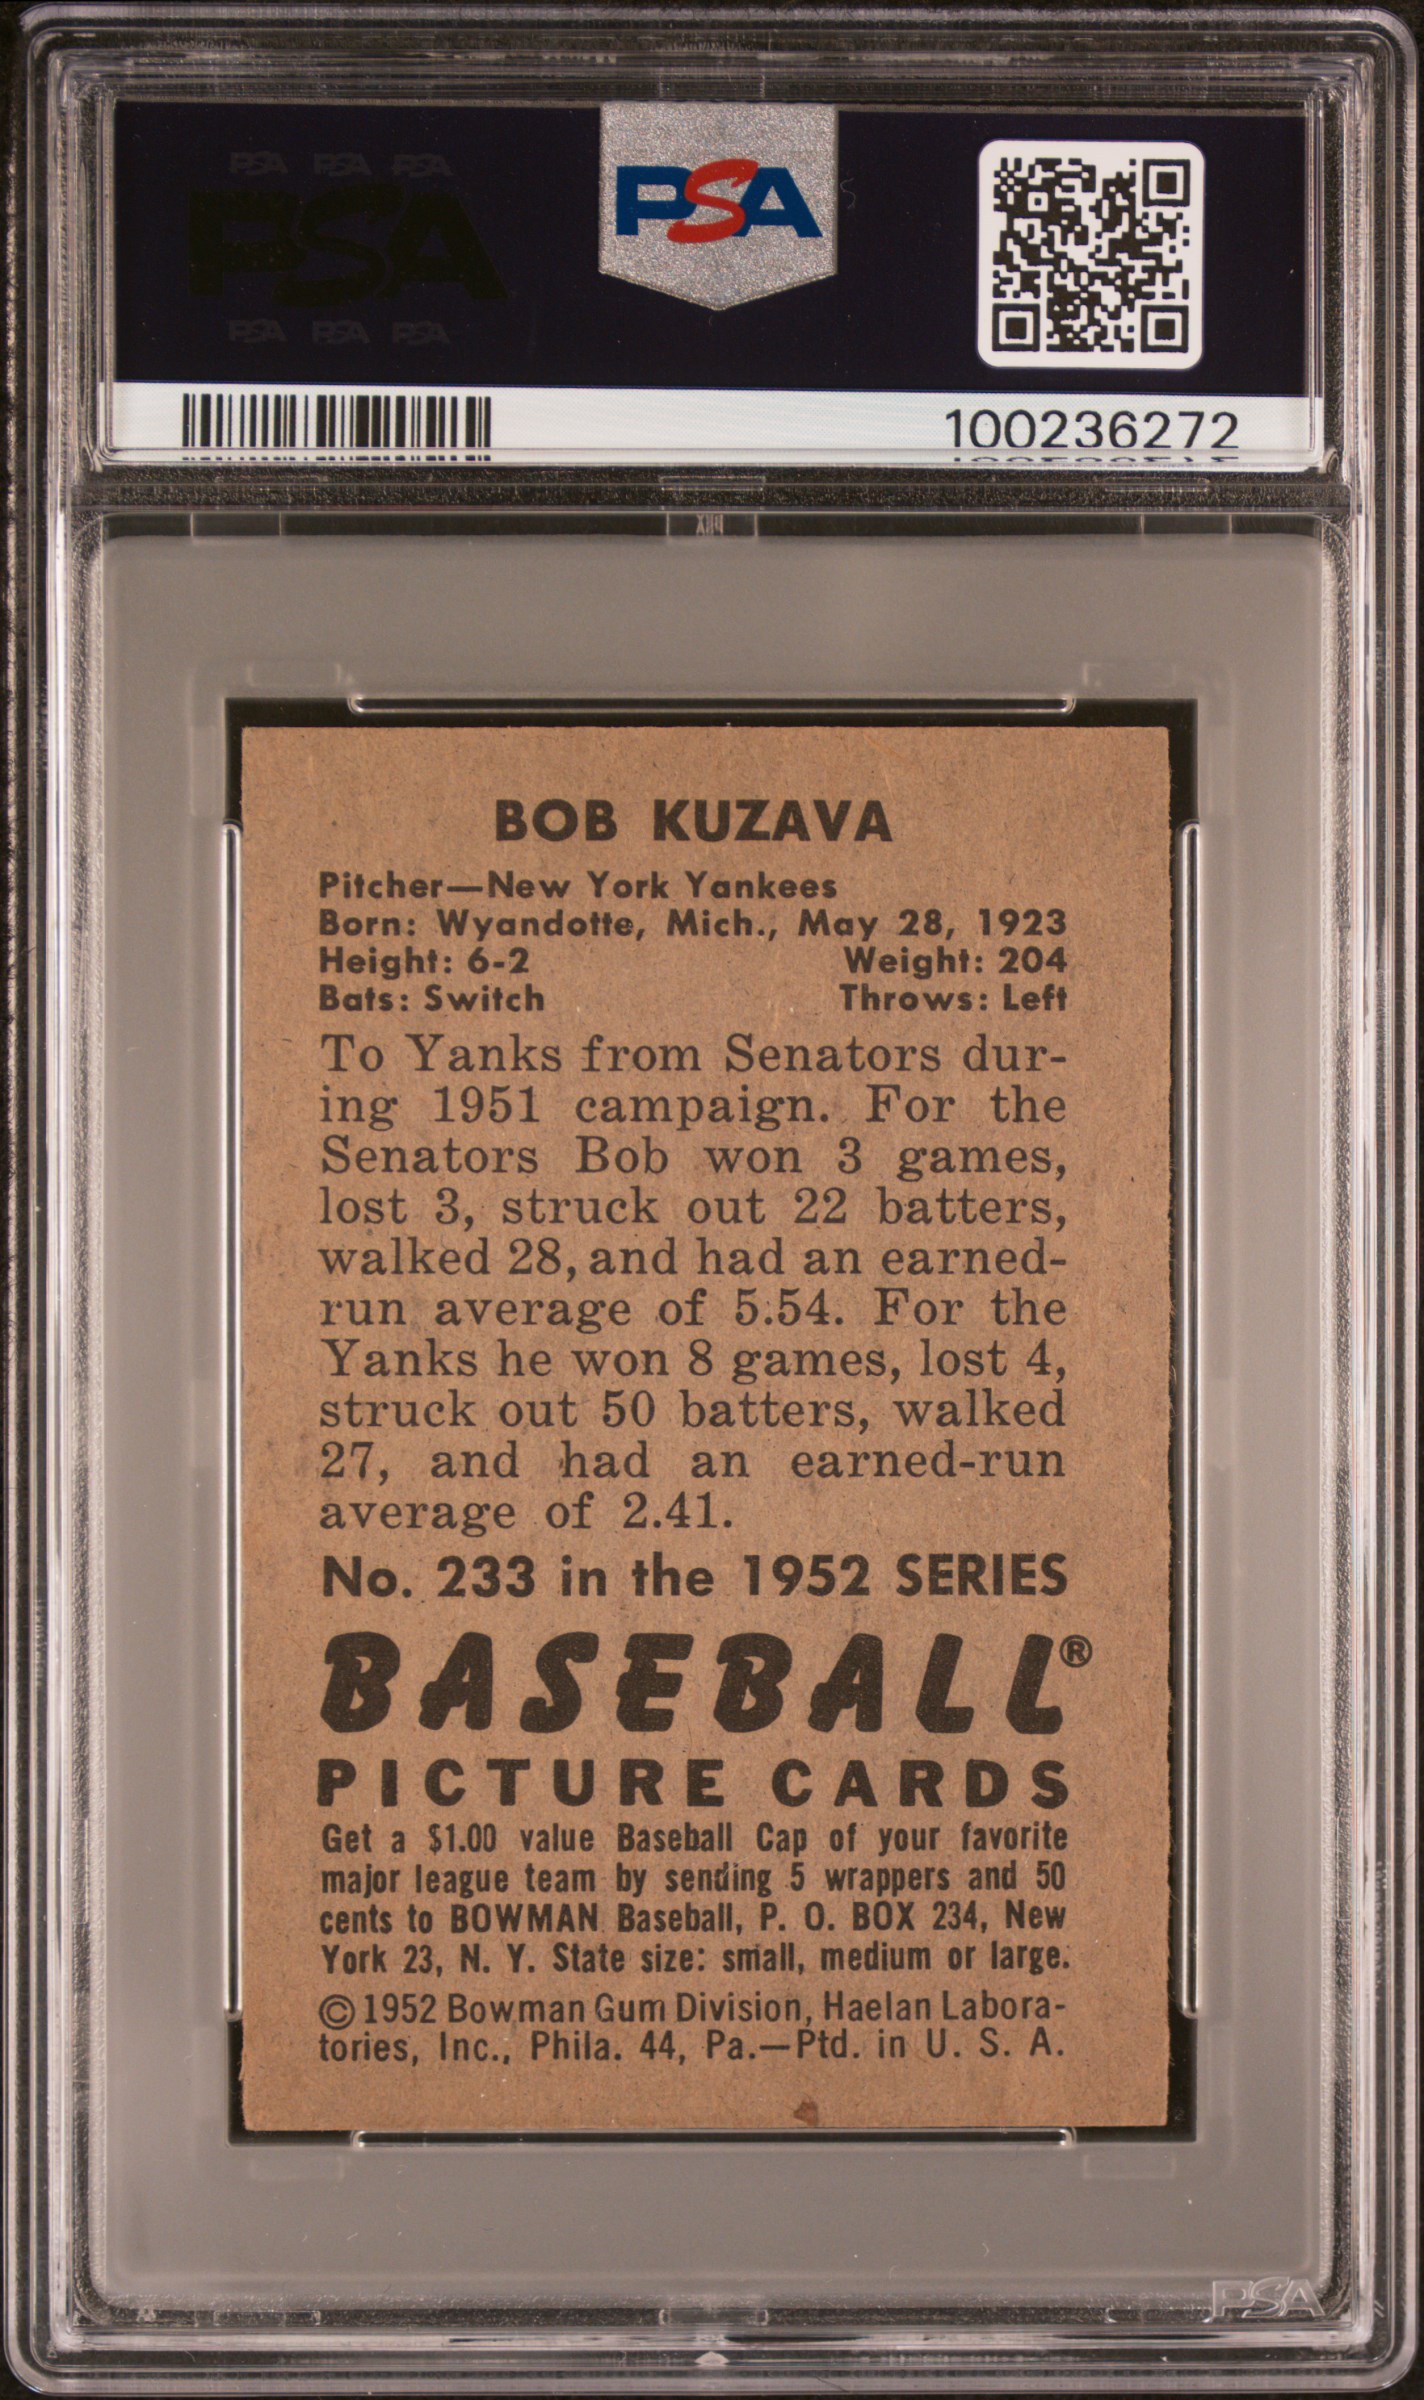 PSA PSA PSA
PSA
PSA PSA PSA
PSA
100236272
BOB KUZAVA
Pitcher—New York Yankees
Born: Wyandotte, Mich., May 28, 1923
Height: 6-2 Weight: 204
Bats: Switch Throws: Left
To Yanks from Senators dur-
ing 1951 campaign. For the
Senators Bob won 3 games,
lost 3, struck out 22 batters,
walked 28, and had an earned-
run average of 5.54. For the
Yanks he won 8 games, lost 4,
struck out 50 batters, walked
27, and had an earned-run
average of 2.41.
No. 233 in the 1952 SERIES
BASEBALL®
PICTURE CARDS
Get a $1.00 value Baseball Cap of your favorite
major league team by sending 5 wrappers and 50
cents to BOWMAN Baseball, P. O. BOX 234, New
York 23, N. Y. State size: small, medium or large.
© 1952 Bowman Gum Division, Haelan Labora-
tories, Inc., Phila. 44, Pa.—Ptd. in U. S. A.
PSA